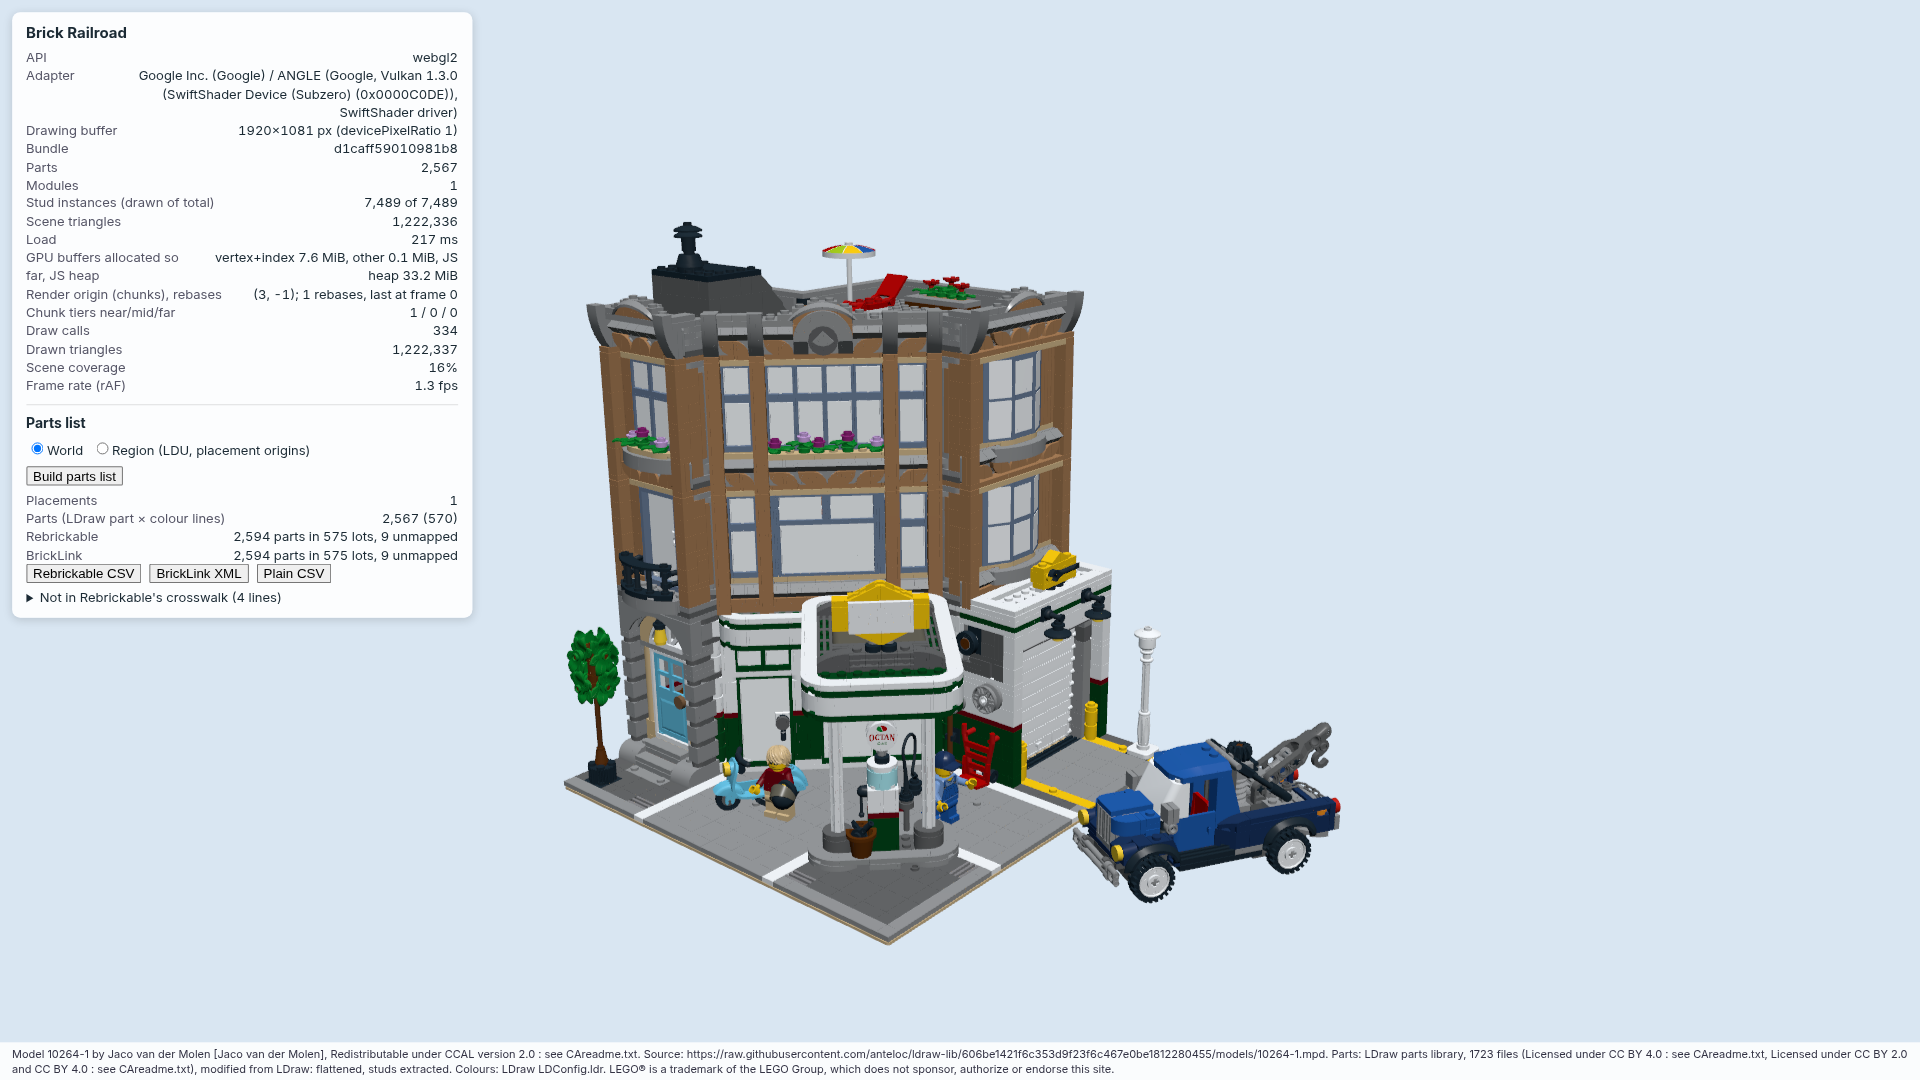 Brick Railroad
API webgl2
Adapter Google Inc. (Google) / ANGLE (Google, Vulkan 1.3.0
(SwiftShader Device (Subzero) (0x0000C0DE)),
SwiftShader driver)
Drawing buffer 1920×1081 px (devicePixelRatio 1)
Bundle d1caff59010981b8
Parts 2,567
Modules 1
Stud instances (drawn of total) 7,489 of 7,489
Scene triangles 1,222,336
Load 217 ms
GPU buffers allocated so vertex+index 7.6 MiB, other 0.1 MiB, JS
far, JS heap heap 33.2 MiB
Render origin (chunks), rebases (3, -1); 1 rebases, last at frame 0
Chunk tiers near/mid/far 1 / 0 / 0
Draw calls 334
Drawn triangles 1,222,337
Scene coverage 16%
Frame rate (rAF) 1.3 fps
Parts list
World Region (LDU, placement origins)
Build parts list
Placements 1
Parts (LDraw part × colour lines) 2,567 (570)
Rebrickable 2,594 parts in 575 lots, 9 unmapped
BrickLink 2,594 parts in 575 lots, 9 unmapped
Rebrickable CSV BrickLink XML Plain CSV
▶ Not in Rebrickable's crosswalk (4 lines)
OCTAN
Model 10264-1 by Jaco van der Molen [Jaco van der Molen], Redistributable under CCAL version 2.0 : see CAreadme.txt. Source: https://raw.githubusercontent.com/anteloc/ldraw-lib/606be1421f6c353d9f23f6c467e0be1812280455/models/10264-1.mpd. Parts: LDraw parts library, 1723 files (Licensed under CC BY 4.0 : see CAreadme.txt, Licensed under CC BY 2.0
and CC BY 4.0 : see CAreadme.txt), modified from LDraw: flattened, studs extracted. Colours: LDraw LDConfig.ldr. LEGO® is a trademark of the LEGO Group, which does not sponsor, authorize or endorse this site.